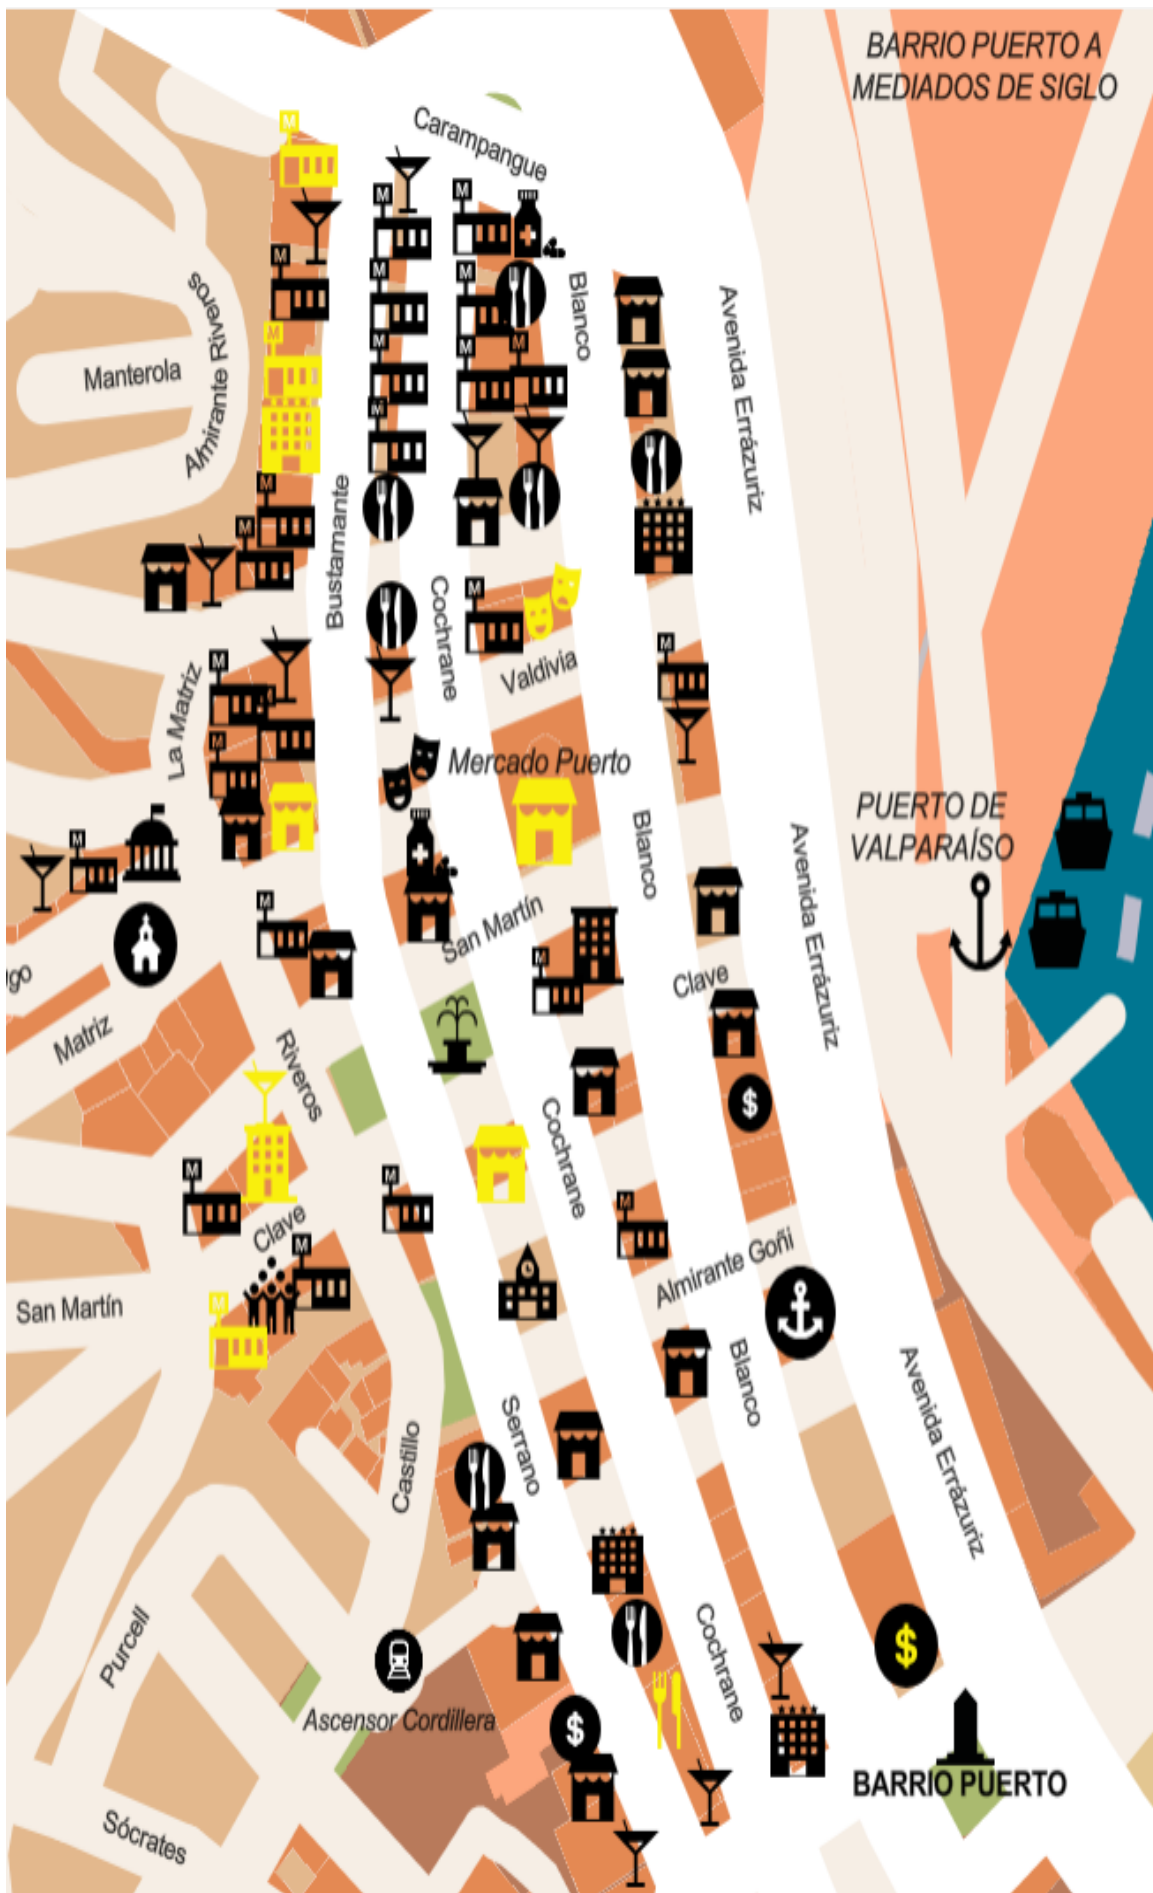 BARRIO PUERTO A
MEDIADOS DE SIGLO
Carampangue
M
M
M
M
Almirante Riveros
Blanco
Avenida Errázuriz
M
M
M
M
M
M
Manterola
M
M
Bustamante
M
Cochrane
M
La Matriz
Valdivia
M
M
M
M
Mercado Puerto
PUERTO DE
VALPARAÍSO
Blanco
Avenida Errázuriz
M
M
San Martín
M
Clave
go
Matriz
Riveros
Cochrane
$
M
M
M
Clave
M
Almirante Goñi
San Martín
M
Blanco
Avenida Errázuriz
Castillo
Serrano
Purcell
Cochrane
$
Ascensor Cordillera
$
BARRIO PUERTO
Sócrates